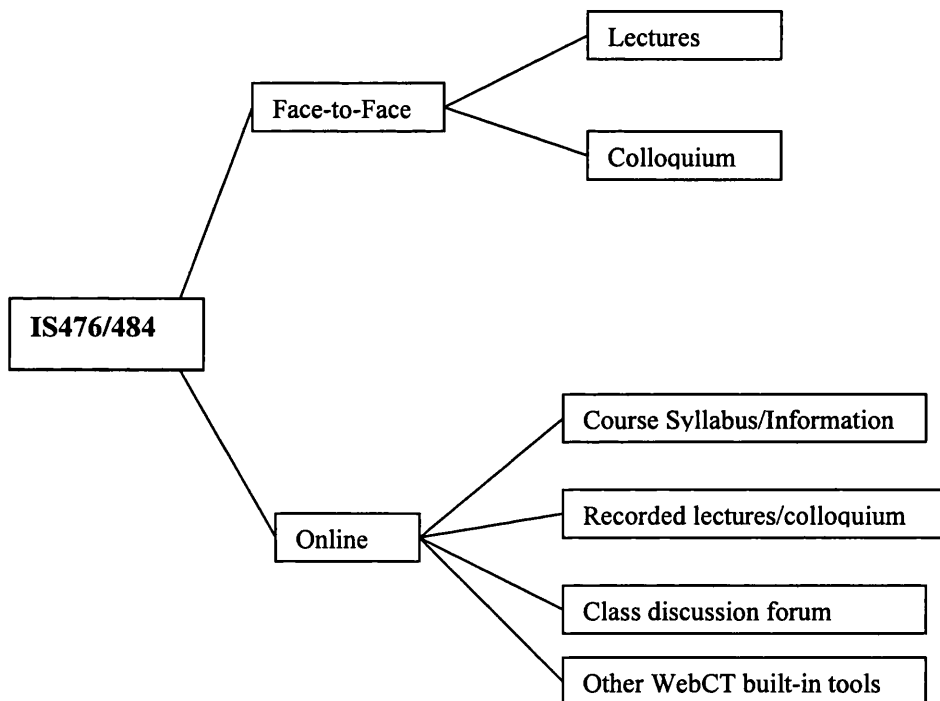 Lectures
Face-to-Face
Colloquium
IS476/484
Course Syllabus/Information
Recorded lectures/colloquium
Online
Class discussion forum
Other WebCT built-in tools